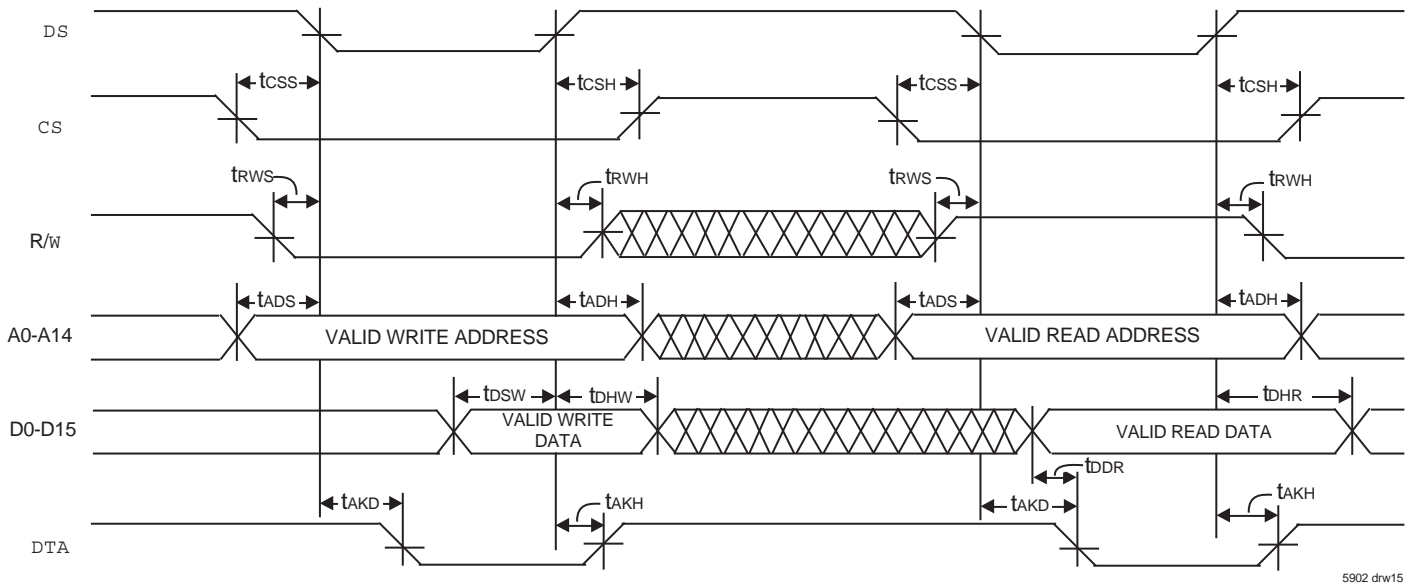 DS
tCSS tCSH tCSS tCSH
CS
tRWS tRWH tRWS tRWH
R/W
tADS tADH tADS tADH
A0-A14 VALID WRITE ADDRESS VALID READ ADDRESS
tDSW tDHW tDHR
D0-D15 VALID WRITE DATA VALID READ DATA
tDDR
tAKD tAKH tAKD tAKH
DTA
5902 drw15